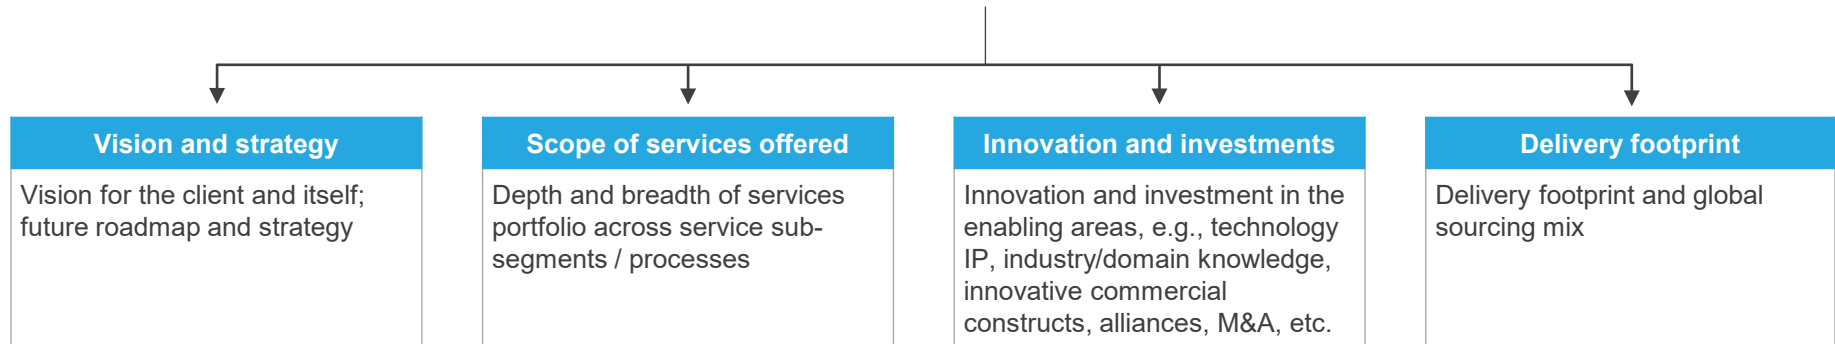 Vision and strategy
Vision for the client and itself;
future roadmap and strategy
Scope of services offered
Depth and breadth of services
portfolio across service sub-
segments / processes
Innovation and investments
Innovation and investment in the
enabling areas, e.g., technology
IP, industry/domain knowledge,
innovative commercial
constructs, alliances, M&A, etc.
Delivery footprint
Delivery footprint and global
sourcing mix